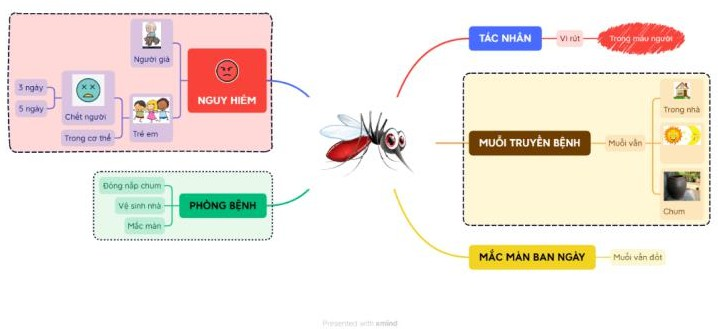 TÁC NHÂN
Vi rút
Trong máu người
MUỖI TRUYỀN BỆNH
Muỗi vằn
Trong nhà
Chum
MẮC MÀN BAN NGÀY
Muỗi vằn đốt
NGUY HIỂM
Người già
Trẻ em
Chết người
3 ngày
5 ngày
Trong cơ thể
PHÒNG BỆNH
Đóng nắp chum
Vệ sinh nhà
Mắc màn
Presented with xmind